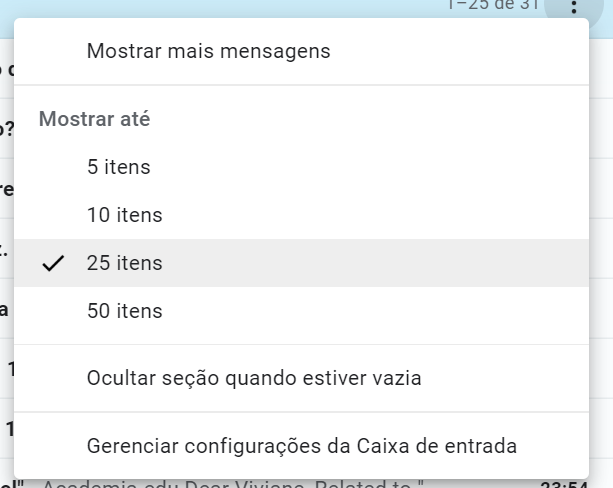 1–25 de 31
Mostrar mais mensagens
Mostrar até
5 itens
10 itens
25 itens
50 itens
Ocultar seção quando estiver vazia
Gerenciar configurações da Caixa de entrada
Academia.edu Dear Viviane, Related to "
23:54